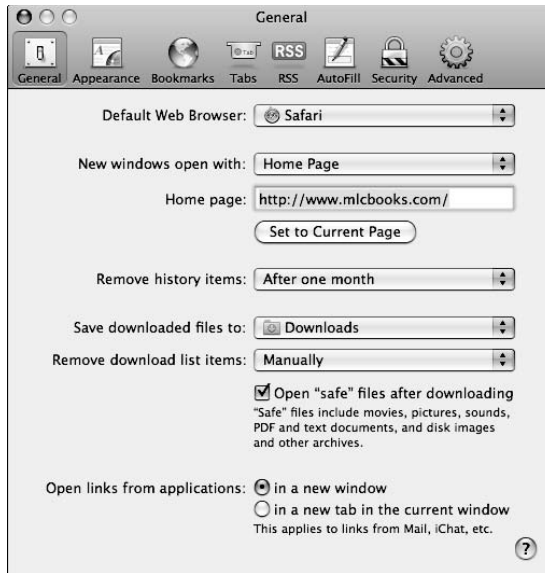 General
General Appearance Bookmarks Tabs RSS AutoFill Security Advanced
Default Web Browser: Safari
New windows open with: Home Page
Home page: http://www.mlcbooks.com/
Set to Current Page
Remove history items: After one month
Save downloaded files to: Downloads
Remove download list items: Manually
Open “safe” files after downloading
“Safe” files include movies, pictures, sounds,
PDF and text documents, and disk images
and other archives.
Open links from applications: in a new window
in a new tab in the current window
This applies to links from Mail, iChat, etc.
?